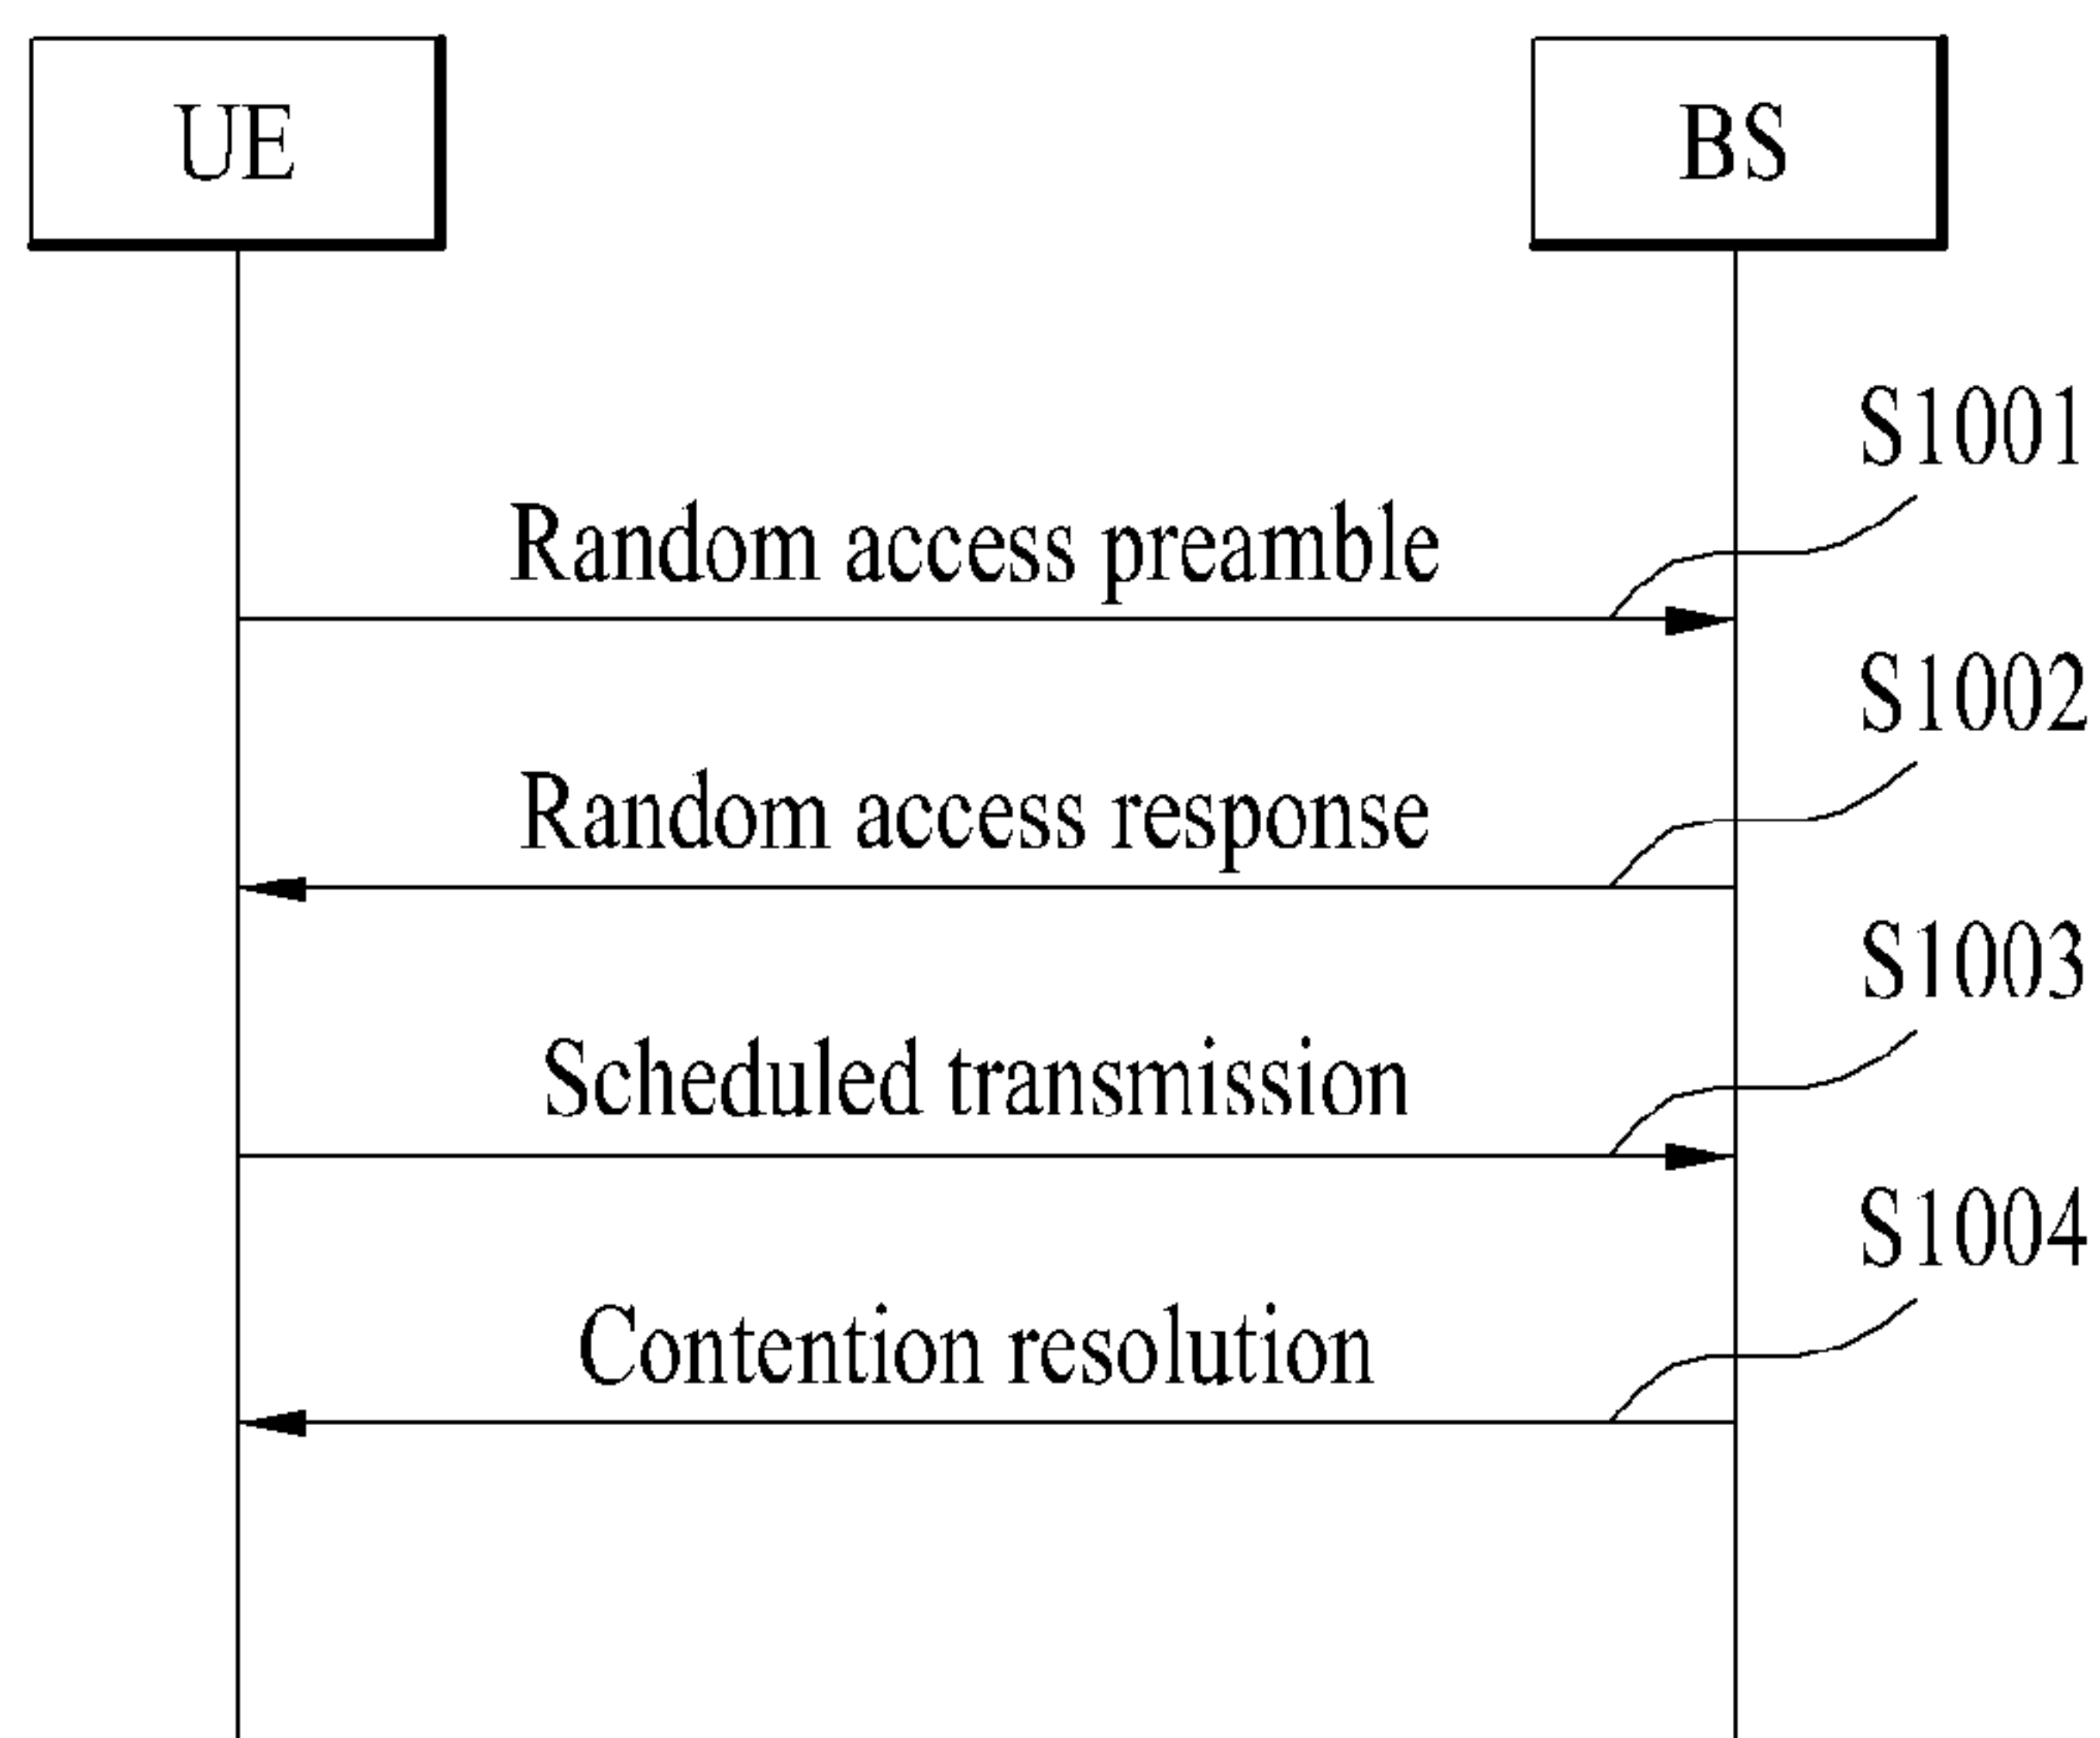 UE
BS
S1001
Random access preamble
S1002
Random access response
S1003
Scheduled transmission
S1004
Contention resolution